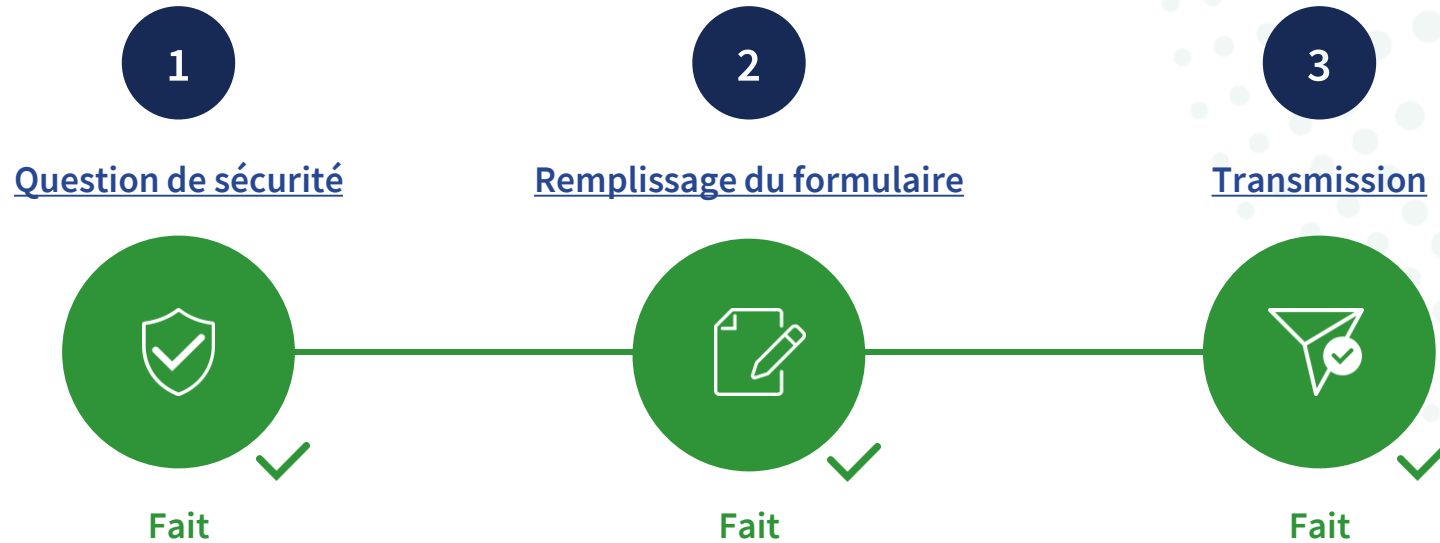 1
Question de sécurité
Fait
2
Remplissage du formulaire
Fait
3
Transmission
Fait